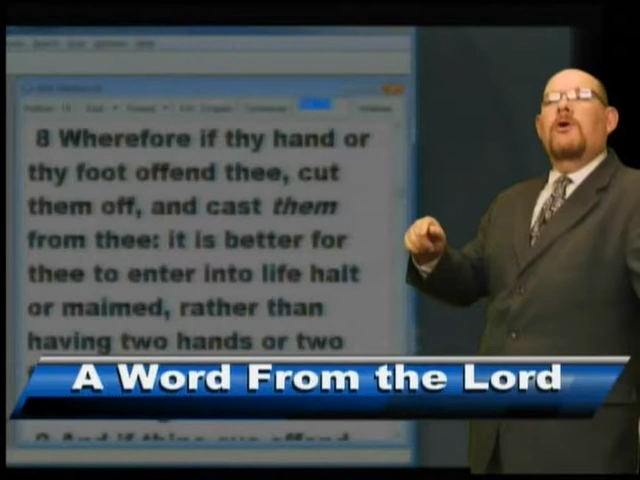 8 Wherefore if thy hand or
thy foot offend thee, cut
them off, and cast them
from thee: it is better for
thee to enter into life halt
or maimed, rather than
having two hands or two
A Word From the Lord